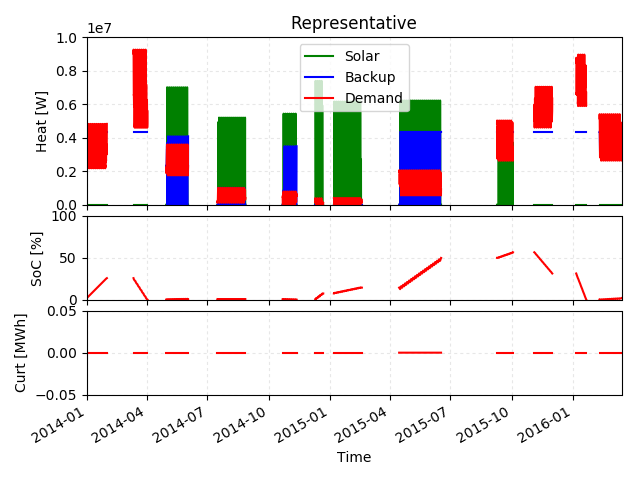 Representative
1e7
Solar
Backup
Demand
Heat [W]
1.0
0.8
0.6
0.4
0.2
0.0
SoC [%]
100
50
0
Curt [MWh]
0.05
0.00
−0.05
2014-01 2014-04 2014-07 2014-10 2015-01 2015-04 2015-07 2015-10 2016-01
Time